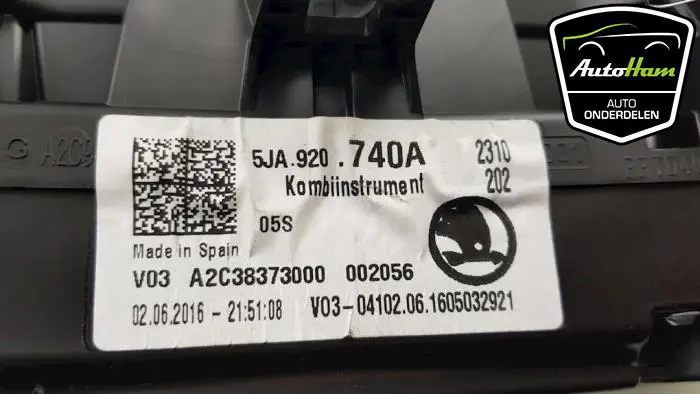 AutoHam
AUTO
ONDERDELEN
5JA.920 .740A 2310
Kombiinstrument 202
05S
Made in Spain
V03 A2C38373000 002056
02.06.2016 - 21:51:08 V03-04102.06.1605032921